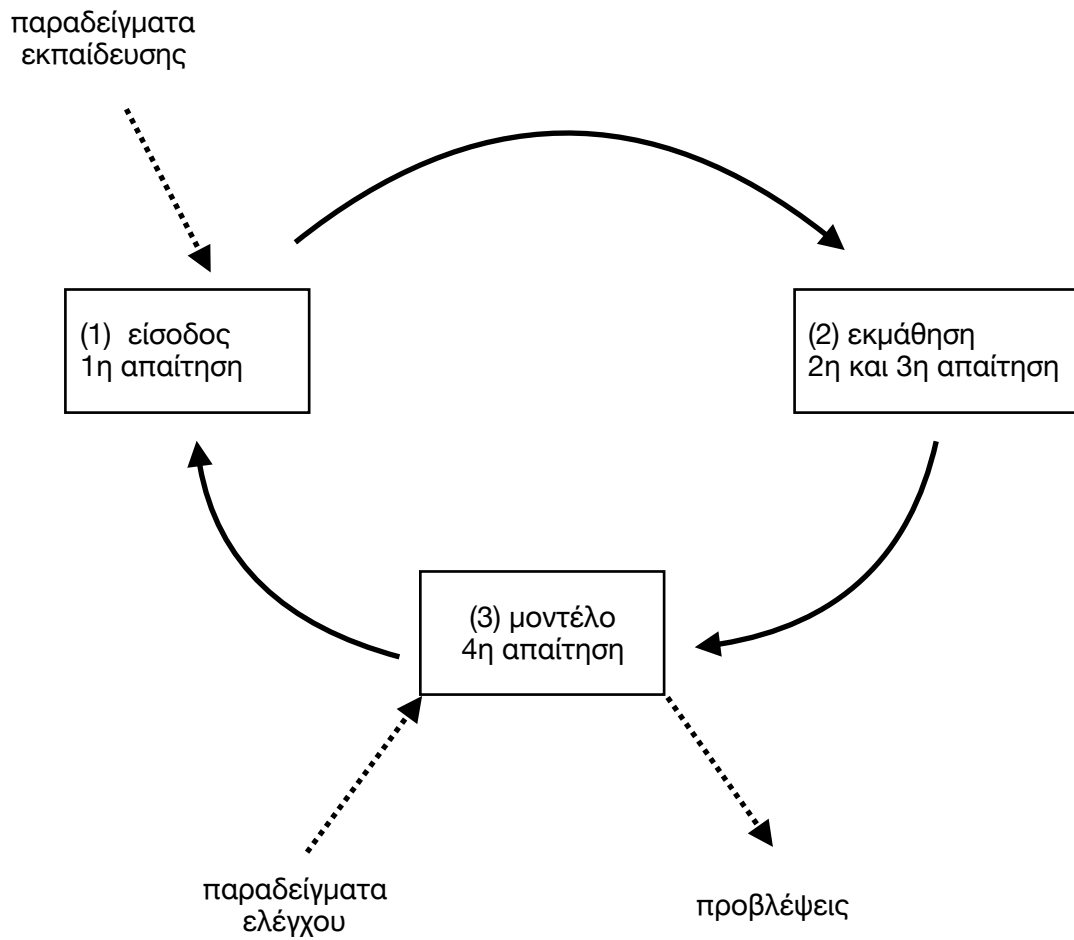 παραδείγματα
εκπαίδευσης
(1) είσοδος
1η απαίτηση
(2) εκμάθηση
2η και 3η απαίτηση
(3) μοντέλο
4η απαίτηση
παραδείγματα
ελέγχου
προβλέψεις